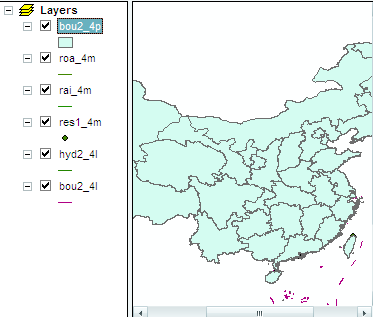 Layers
bou2_4p
roa_4m
rai_4m
res1_4m
hyd2_4l
bou2_4l